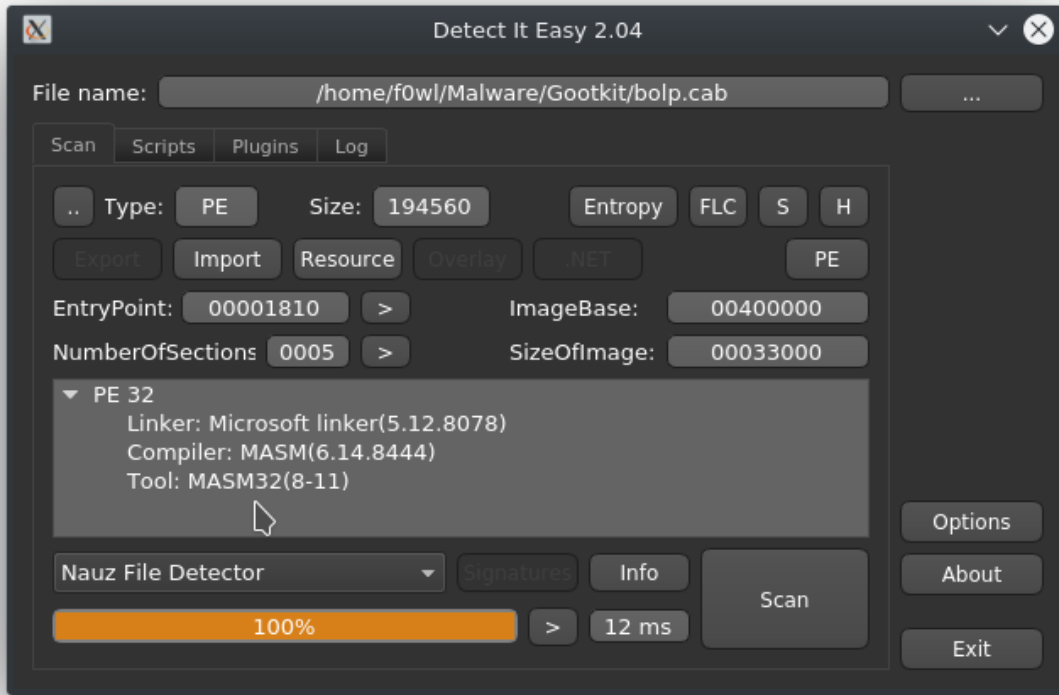 Detect It Easy 2.04
File name: /home/f0wl/Malware/Gootkit/bolp.cab ...
Scan Scripts Plugins Log
.. Type: PE Size: 194560 Entropy FLC S H
Export Import Resource Overlay .NET PE
EntryPoint: 00001810 > ImageBase: 00400000
NumberOfSections 0005 > SizeOfImage: 00033000
PE 32
Linker: Microsoft linker(5.12.8078)
Compiler: MASM(6.14.8444)
Tool: MASM32(8-11)
Options
Nauz File Detector Signatures Info Scan About
100% > 12 ms
Exit